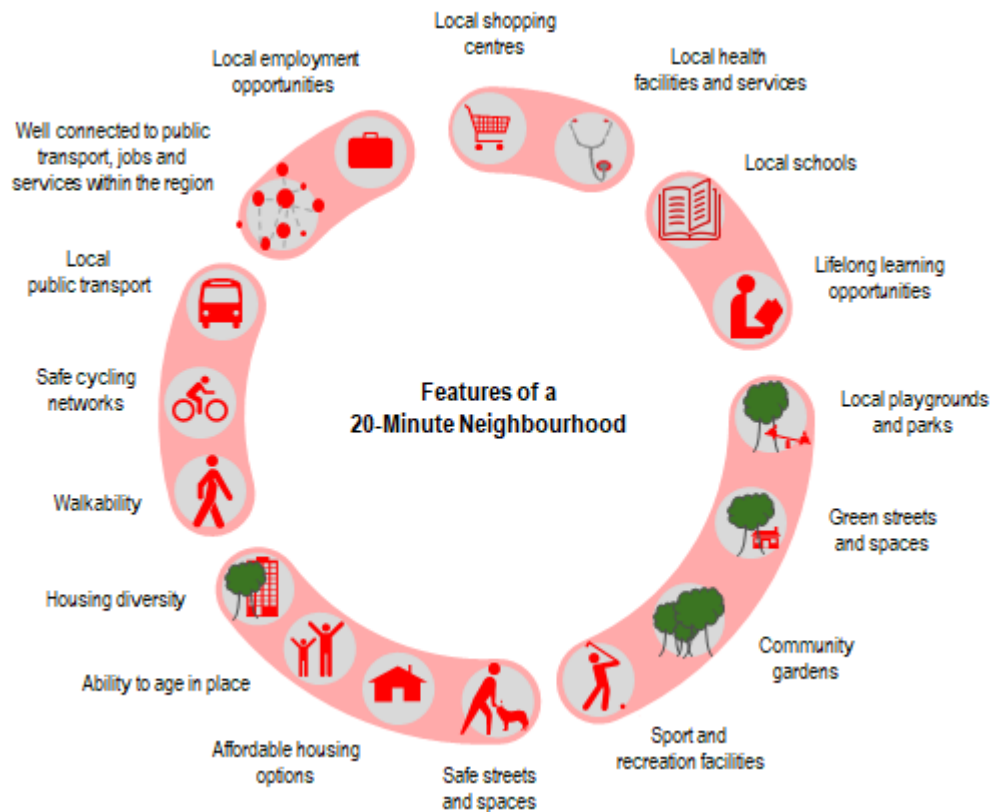 Features of a
20-Minute Neighbourhood
Local shopping
centres
Local health
facilities and services
Local schools
Lifelong learning
opportunities
Local playgrounds
and parks
Green streets
and spaces
Community
gardens
Sport and
recreation facilities
Safe streets
and spaces
Affordable housing
options
Ability to age in place
Housing diversity
Walkability
Safe cycling
networks
Local
public transport
Well connected to public
transport, jobs and
services within the region
Local employment
opportunities